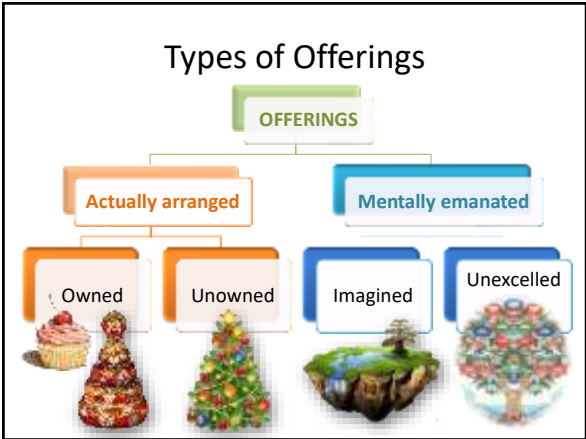 Types of Offerings
OFFERINGS
Actually arranged
Mentally emanated
Owned
Unowned
Imagined
Unexcelled